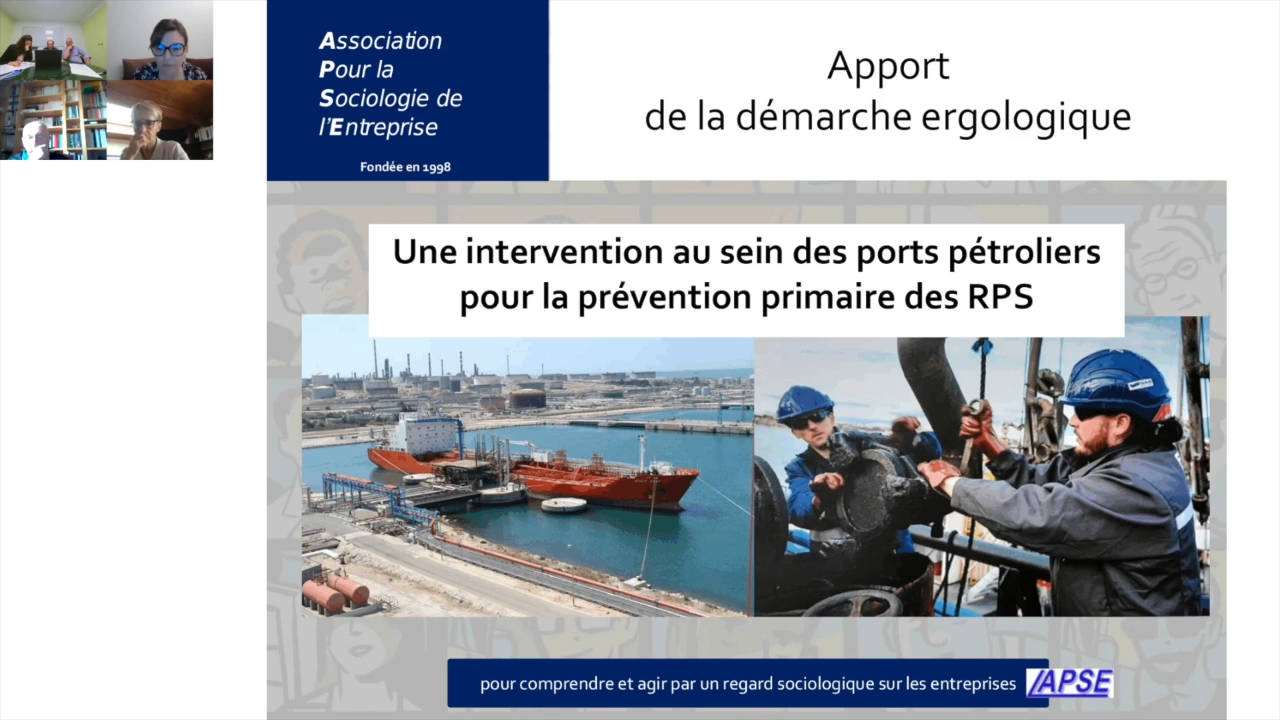 Association
Pour la
Sociologie de
l'Entreprise
Fondée en 1998
Apport
de la démarche ergologique
Une intervention au sein des ports pétroliers
pour la prévention primaire des RPS
pour comprendre et agir par un regard sociologique sur les entreprises
APSE